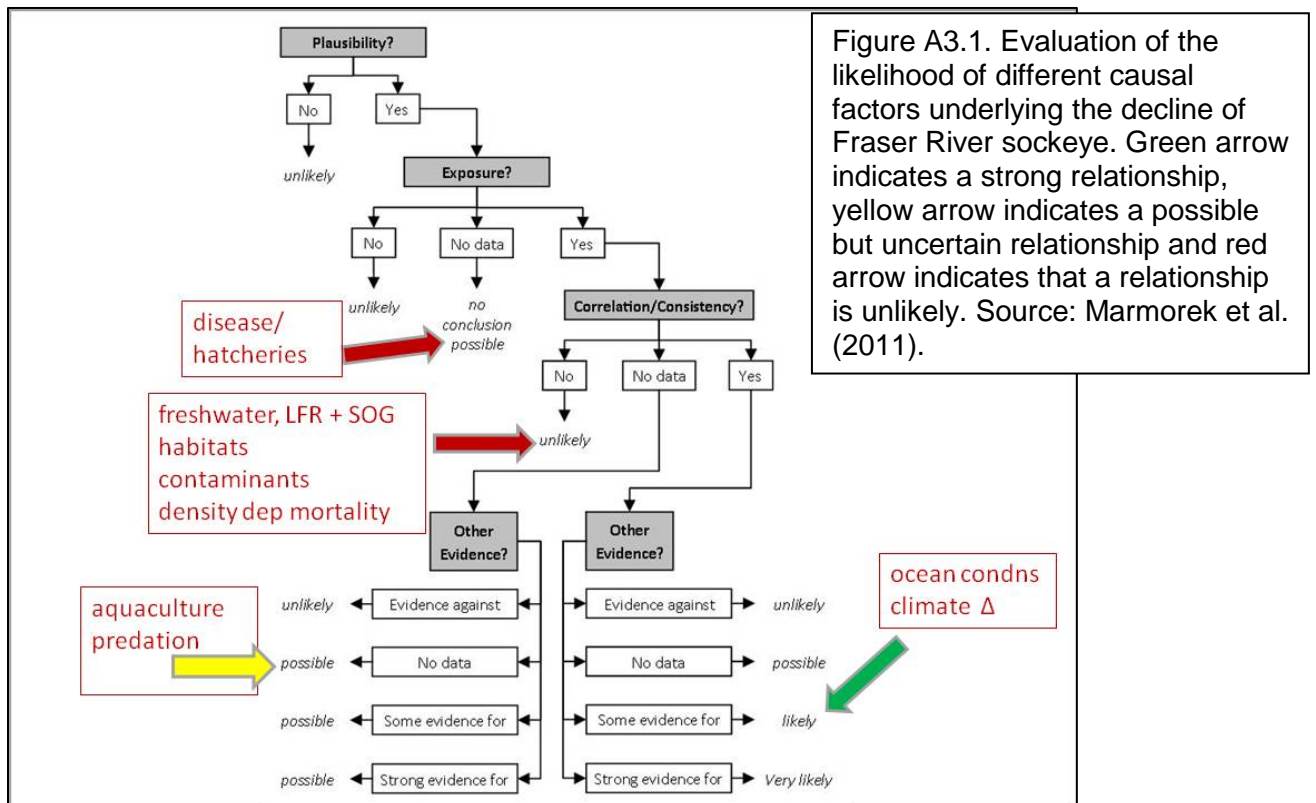 Plausibility?
No
Yes
unlikely
Exposure?
No
No data
Yes
unlikely
no
conclusion
possible
Correlation/Consistency?
No
No data
Yes
unlikely
Other
Evidence?
Other
Evidence?
unlikely
Evidence against
Evidence against
unlikely
possible
No data
No data
possible
possible
Some evidence for
Some evidence for
likely
possible
Strong evidence for
Strong evidence for
Very likely
disease/
hatcheries
freshwater, LFR + SOG
habitats
contaminants
density dep mortality
aquaculture
predation
ocean condns
climate Δ
Figure A3.1. Evaluation of the
likelihood of different causal
factors underlying the decline of
Fraser River sockeye. Green arrow
indicates a strong relationship,
yellow arrow indicates a possible
but uncertain relationship and red
arrow indicates that a relationship
is unlikely. Source: Marmorek et al.
(2011).